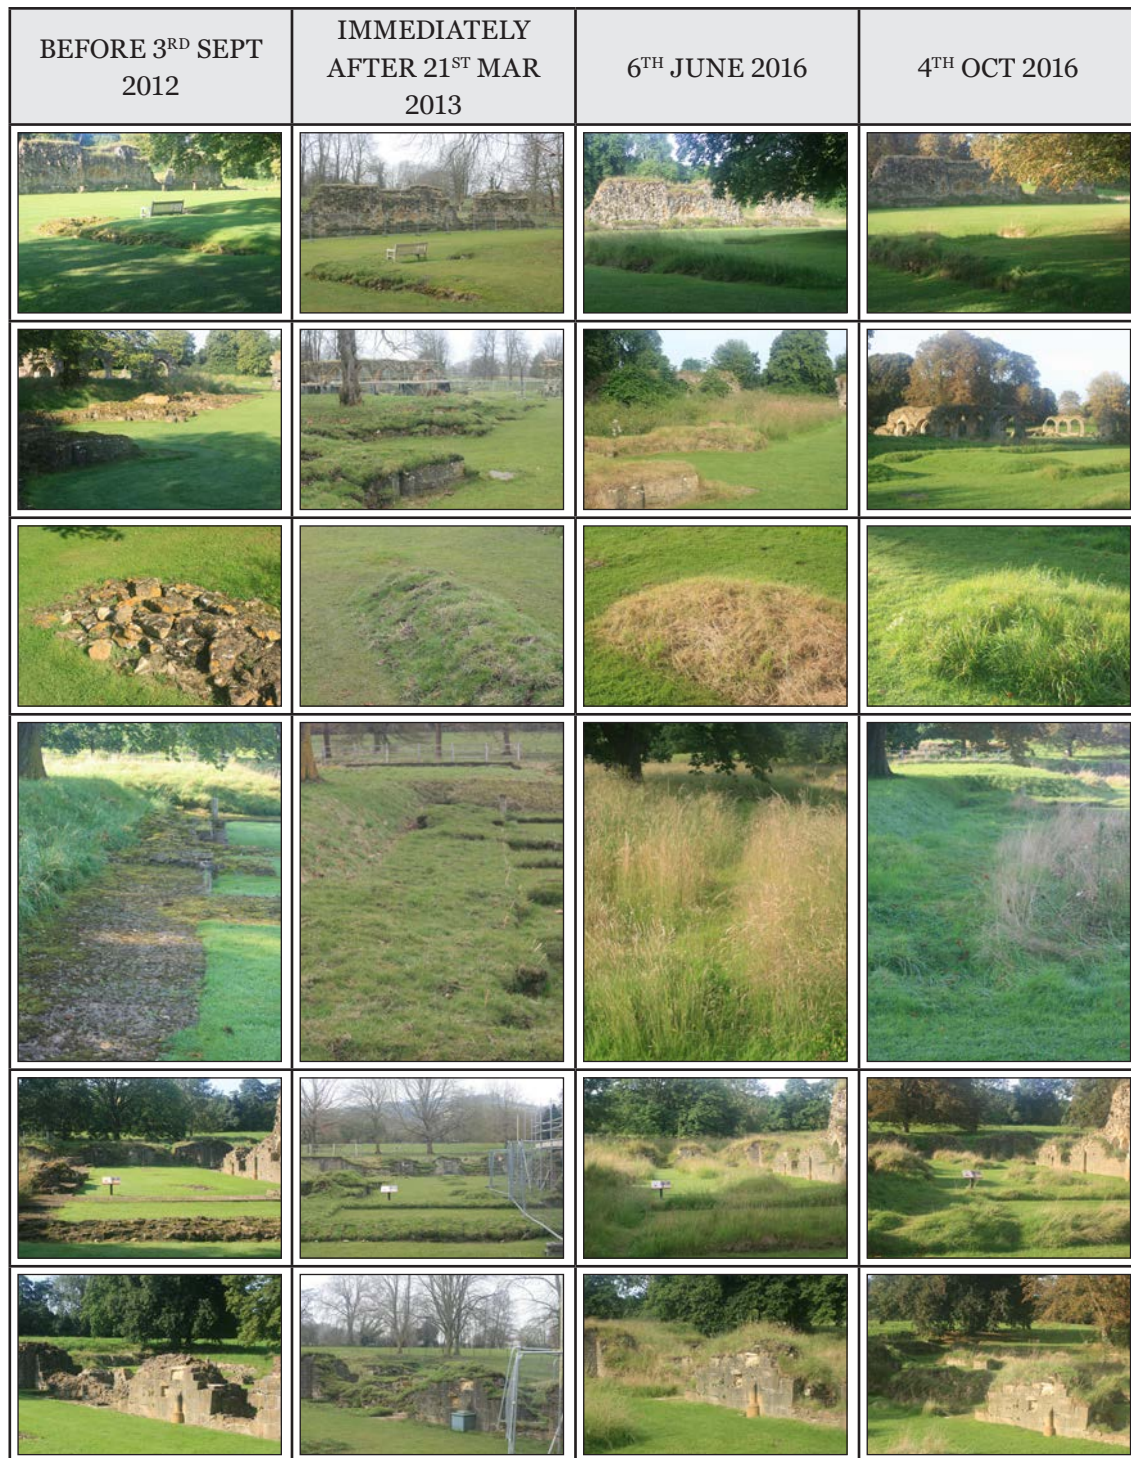 BEFORE 3RD SEPT
2012
IMMEDIATELY
AFTER 21ST MAR
2013
6TH JUNE 2016
4TH OCT 2016